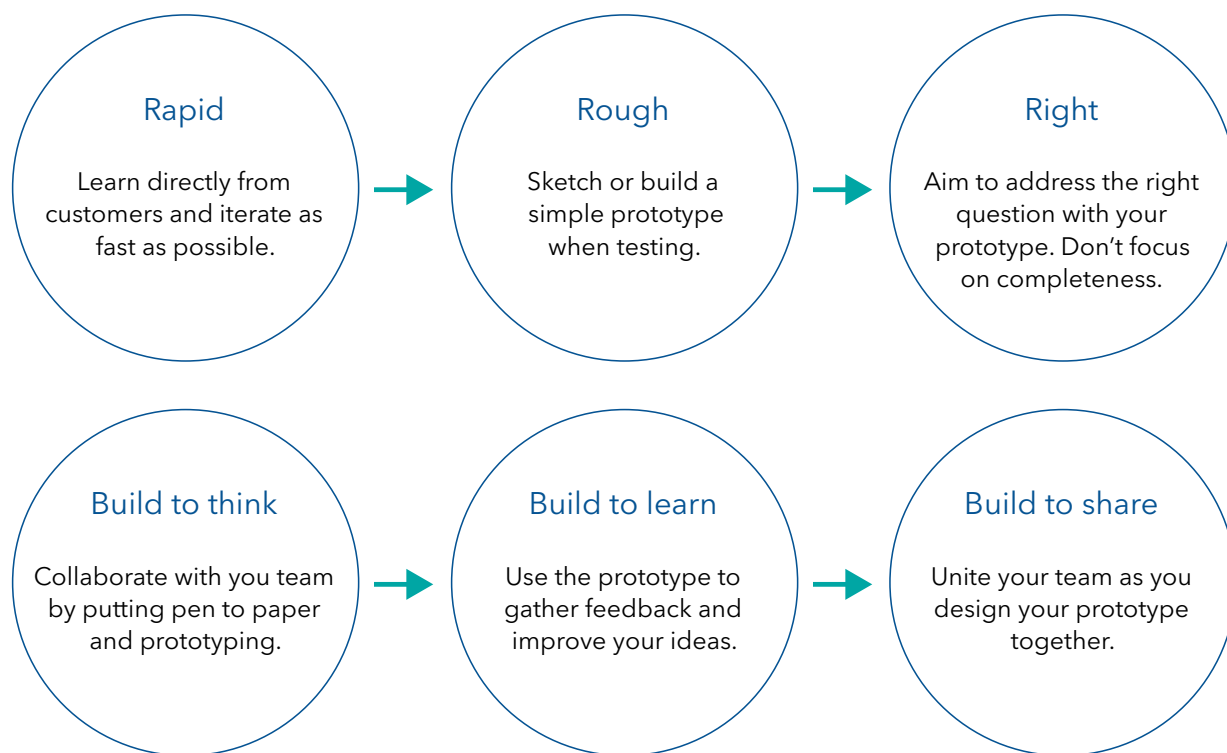 Rapid
Learn directly from
customers and iterate as
fast as possible.
Rough
Sketch or build a
simple prototype
when testing.
Right
Aim to address the right
question with your
prototype. Don’t focus
on completeness.
Build to think
Collaborate with you team
by putting pen to paper
and prototyping.
Build to learn
Use the prototype to
gather feedback and
improve your ideas.
Build to share
Unite your team as you
design your prototype
together.